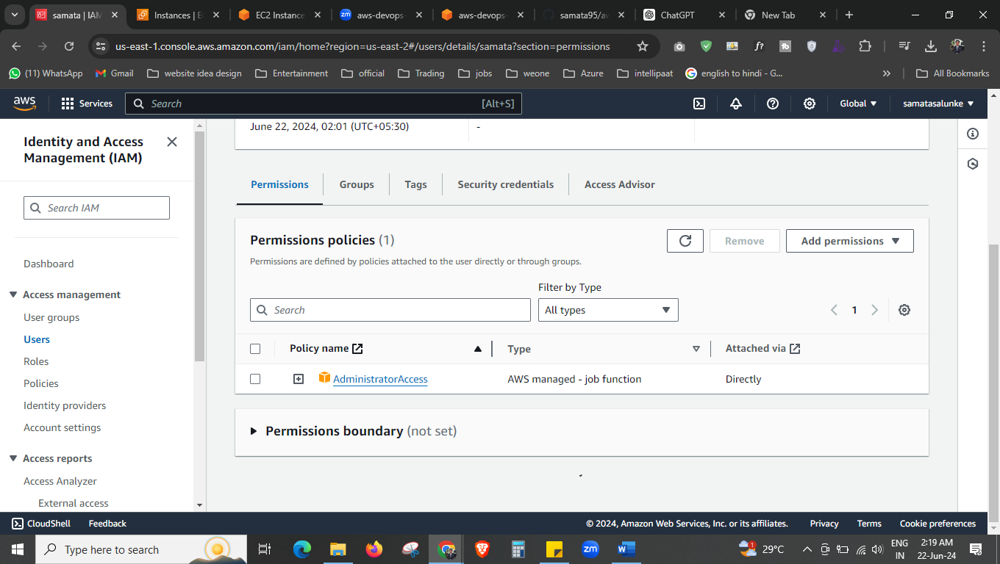 samata | IAM
Instances | E
EC2 Instance
zm aws-devops-
aws-devops-
samata95/aw
ChatGPT
New Tab
us-east-1.console.aws.amazon.com/iam/home?region=us-east-2#/users/details/samata?section=permissions
(11) WhatsApp
Gmail
website idea design
Entertainment
official
Trading
jobs
weone
Azure
intellipaat
english to hindi - G...
»
All Bookmarks
aws
Services
Search
[Alt+S]
Global
samatasalunke
Identity and Access
Management (IAM)
Search IAM
Dashboard
Access management
User groups
Users
Roles
Policies
Identity providers
Account settings
Access reports
Access Analyzer
External access
June 22, 2024, 02:01 (UTC+05:30)
-
Permissions
Groups
Tags
Security credentials
Access Advisor
Permissions policies (1)
Remove
Add permissions
Permissions are defined by policies attached to the user directly or through groups.
Filter by Type
Search
All types
1
Policy name
Type
Attached via
AdministratorAccess
AWS managed - job function
Directly
Permissions boundary (not set)
CloudShell
Feedback
© 2024, Amazon Web Services, Inc. or its affiliates.
Privacy
Terms
Cookie preferences
Type here to search
zm
29°C
ENG
IN
2:19 AM
22-Jun-24